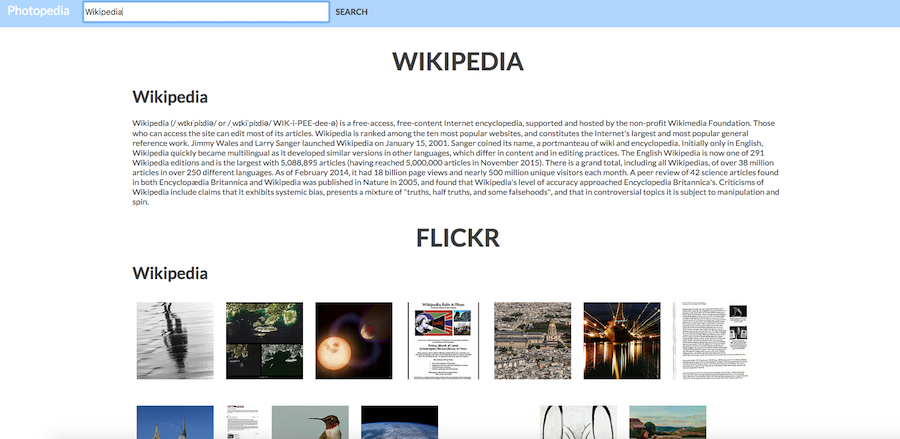 Photopedia Wikipedia SEARCH
WIKIPEDIA
Wikipedia
Wikipedia (/ˌwɪkɨˈpiːdiə/ or /ˌwɪkiˈpiːdiə/ WIK-i-PEE-dee-ə) is a free-access, free-content Internet encyclopedia, supported and hosted by the non-profit Wikimedia Foundation. Those
who can access the site can edit most of its articles. Wikipedia is ranked among the ten most popular websites, and constitutes the Internet's largest and most popular general
reference work. Jimmy Wales and Larry Sanger launched Wikipedia on January 15, 2001. Sanger coined its name, a portmanteau of wiki and encyclopedia. Initially only in English,
Wikipedia quickly became multilingual as it developed similar versions in other languages, which differ in content and in editing practices. The English Wikipedia is now one of 291
Wikipedia editions and is the largest with 5,088,895 articles (having reached 5,000,000 articles in November 2015). There is a grand total, including all Wikipedias, of over 38 million
articles in over 250 different languages. As of February 2014, it had 18 billion page views and nearly 500 million unique visitors each month. A peer review of 42 science articles found
in both Encyclopædia Britannica and Wikipedia was published in Nature in 2005, and found that Wikipedia's level of accuracy approached Encyclopedia Britannica's. Criticisms of
Wikipedia include claims that it exhibits systemic bias, presents a mixture of "truths, half truths, and some falsehoods", and that in controversial topics it is subject to manipulation and
spin.
FLICKR
Wikipedia